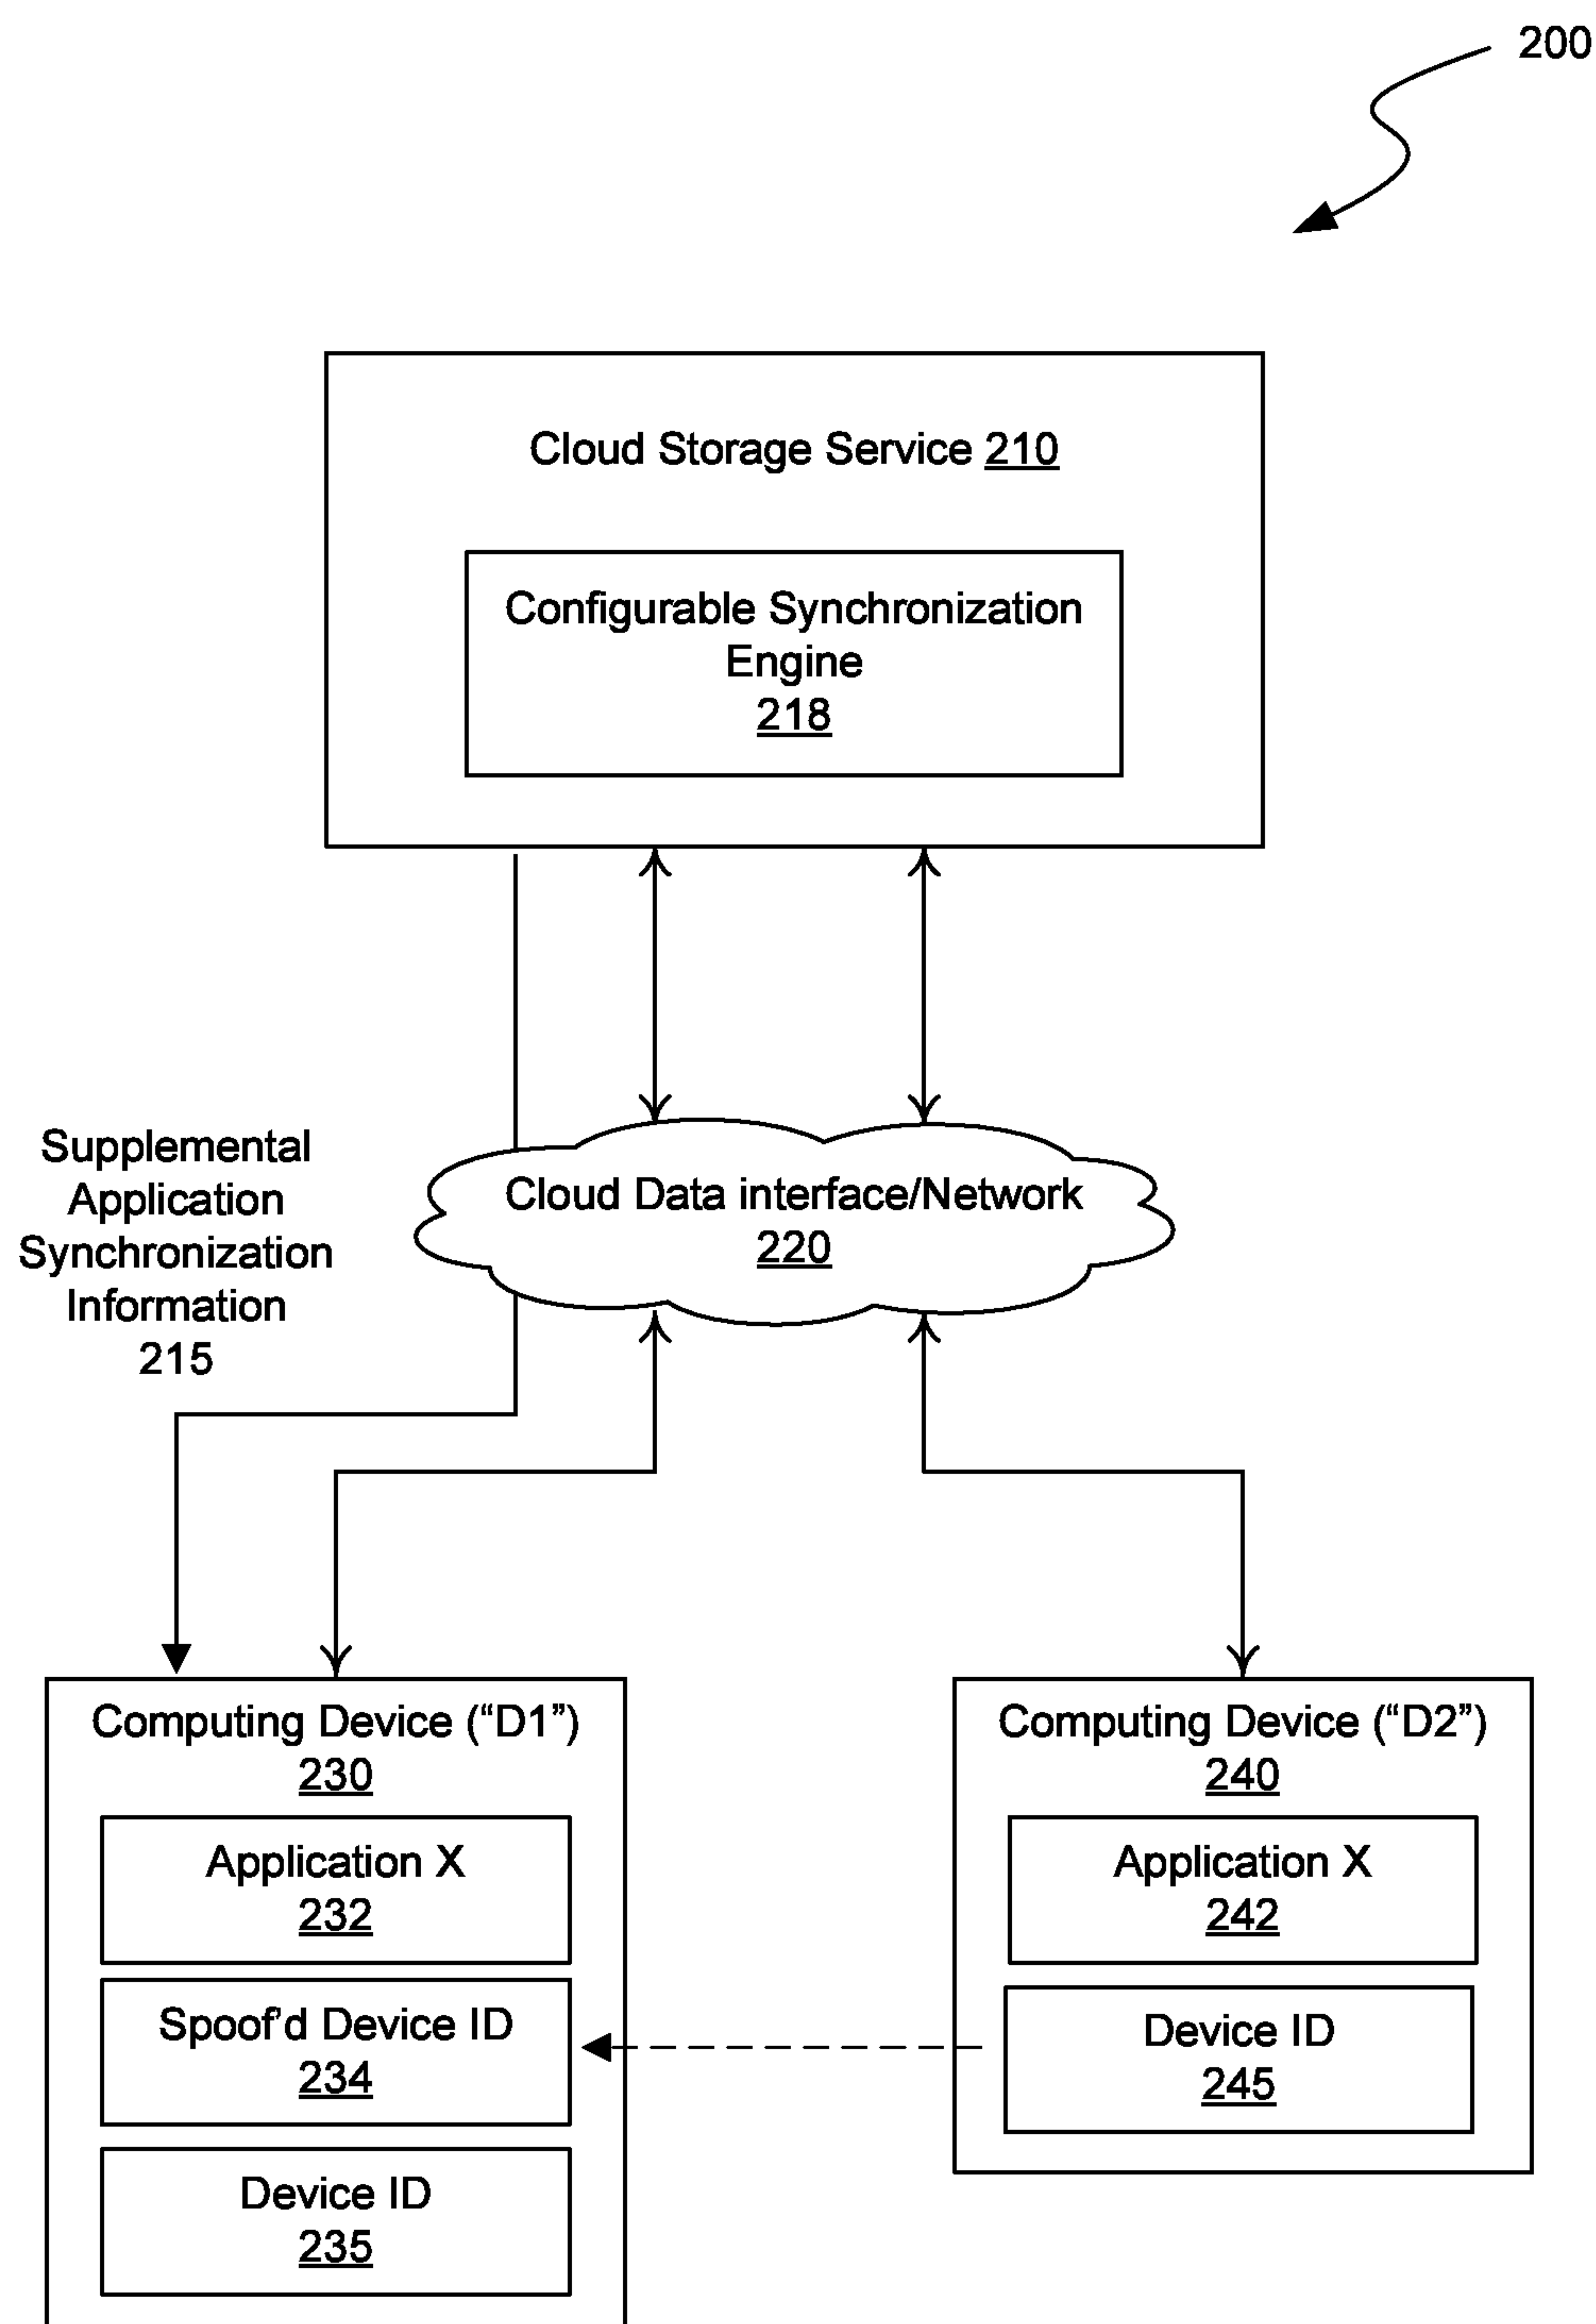 200
Cloud Storage Service 210
Configurable Synchronization
Engine
218
Supplemental
Application
Synchronization
Information
215
Cloud Data interface/Network
220
Computing Device (“D1”)
230
Application X
232
Spoof'd Device ID
234
Device ID
235
Computing Device (“D2”)
240
Application X
242
Device ID
245